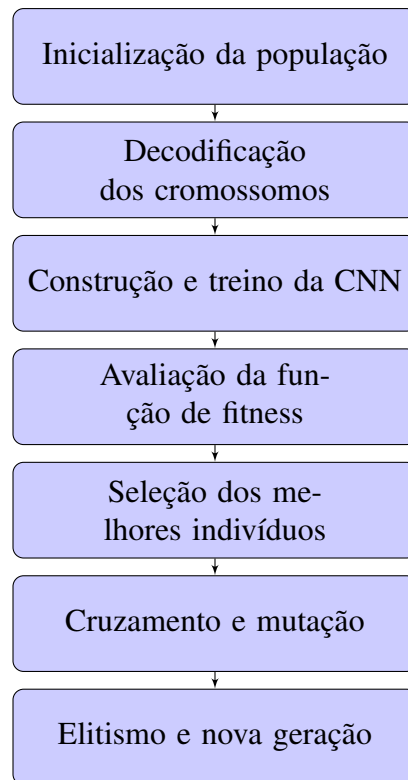 Inicialização da população
Decodificação
dos cromossomos
Construção e treino da CNN
Avaliação da fun-
ção de fitness
Seleção dos me-
lhores indivíduos
Cruzamento e mutação
Elitismo e nova geração